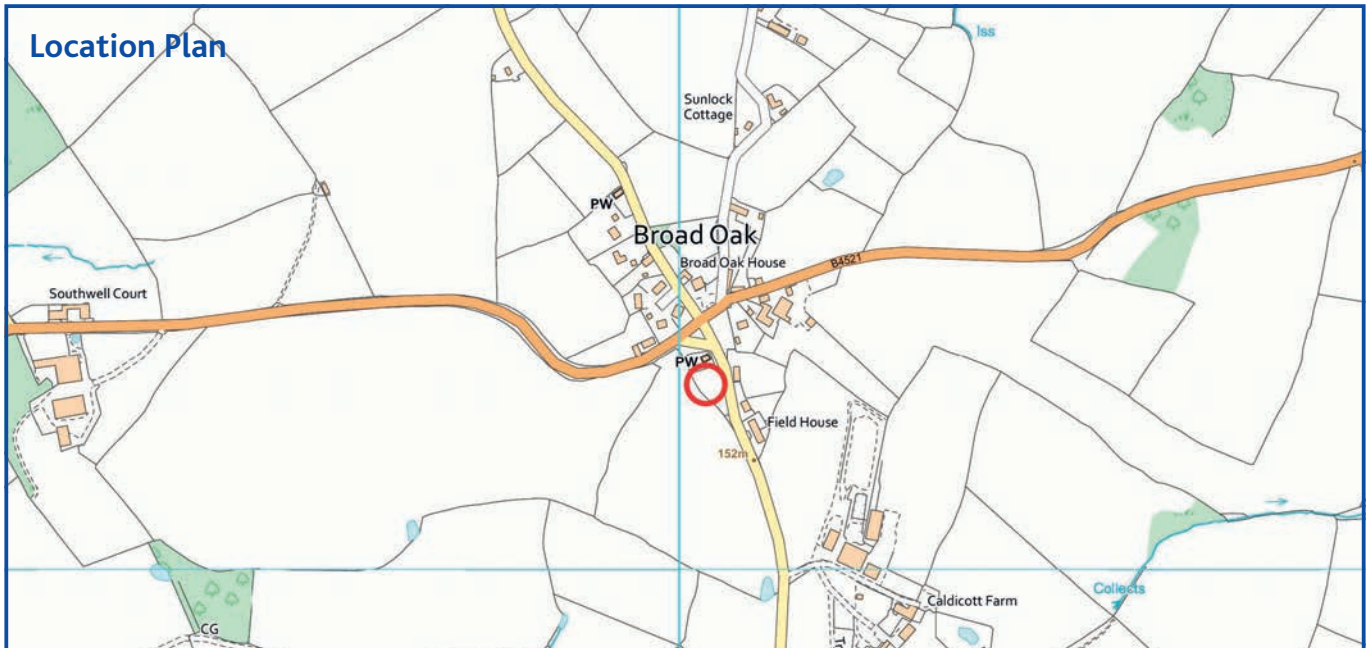 Location Plan
Iss
Sunlock
Cottage
PW
Broad Oak
Broad Oak House
B4521
Southwell Court
PW
Field House
152m
Collects
Caldicott Farm
CG